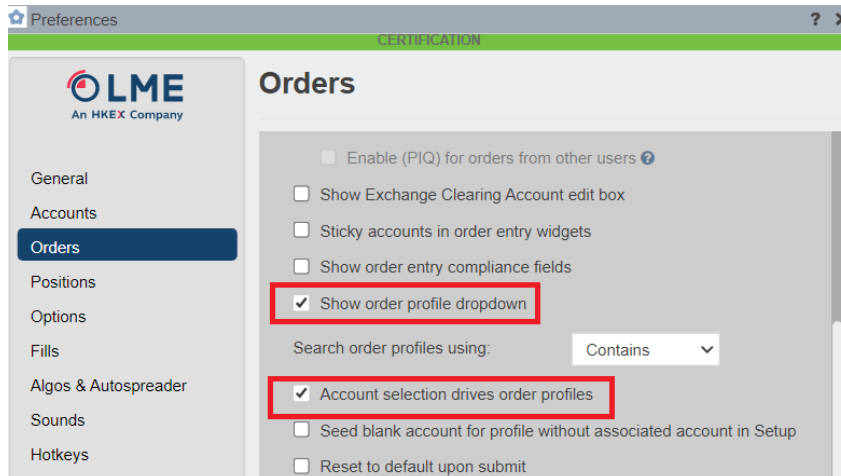 Preferences
?
CERTIFICATION
LME
An HKEX Company
General
Accounts
Orders
Positions
Options
Fills
Algos & Autospreader
Sounds
Hotkeys
Orders
Enable (PIQ) for orders from other users ?
Show Exchange Clearing Account edit box
Sticky accounts in order entry widgets
Show order entry compliance fields
Show order profile dropdown
Search order profiles using: Contains
Account selection drives order profiles
Seed blank account for profile without associated account in Setup
Reset to default upon submit